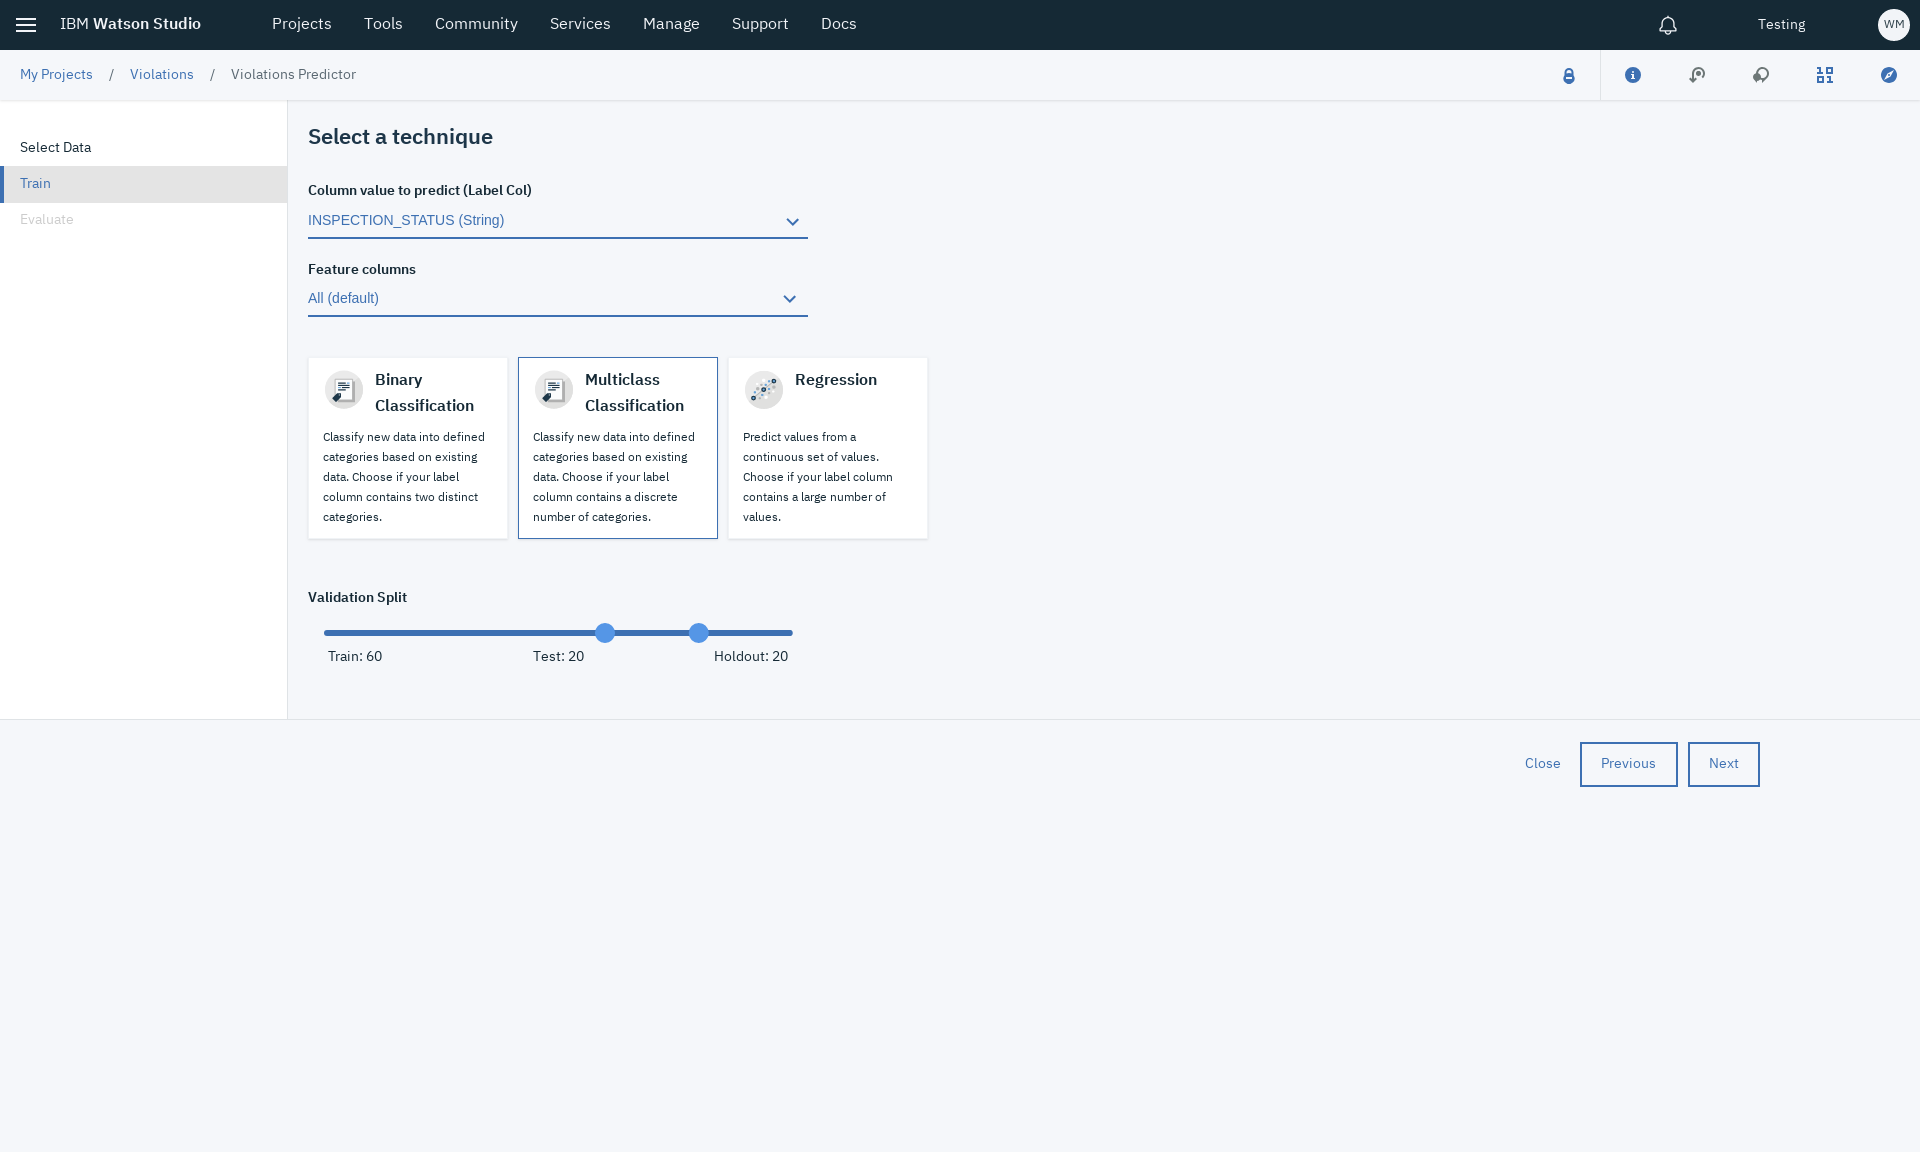 IBM Watson Studio
Projects
Tools
Community
Services
Manage
Support
Docs
Testing
WM
My Projects / Violations / Violations Predictor
Select Data
Train
Evaluate
Select a technique
Column value to predict (Label Col)
INSPECTION_STATUS (String)
Feature columns
All (default)
Binary
Classification
Classify new data into defined
categories based on existing
data. Choose if your label
column contains two distinct
categories.
Multiclass
Classification
Classify new data into defined
categories based on existing
data. Choose if your label
column contains a discrete
number of categories.
Regression
Predict values from a
continuous set of values.
Choose if your label column
contains a large number of
values.
Validation Split
Train: 60
Test: 20
Holdout: 20
Close
Previous
Next